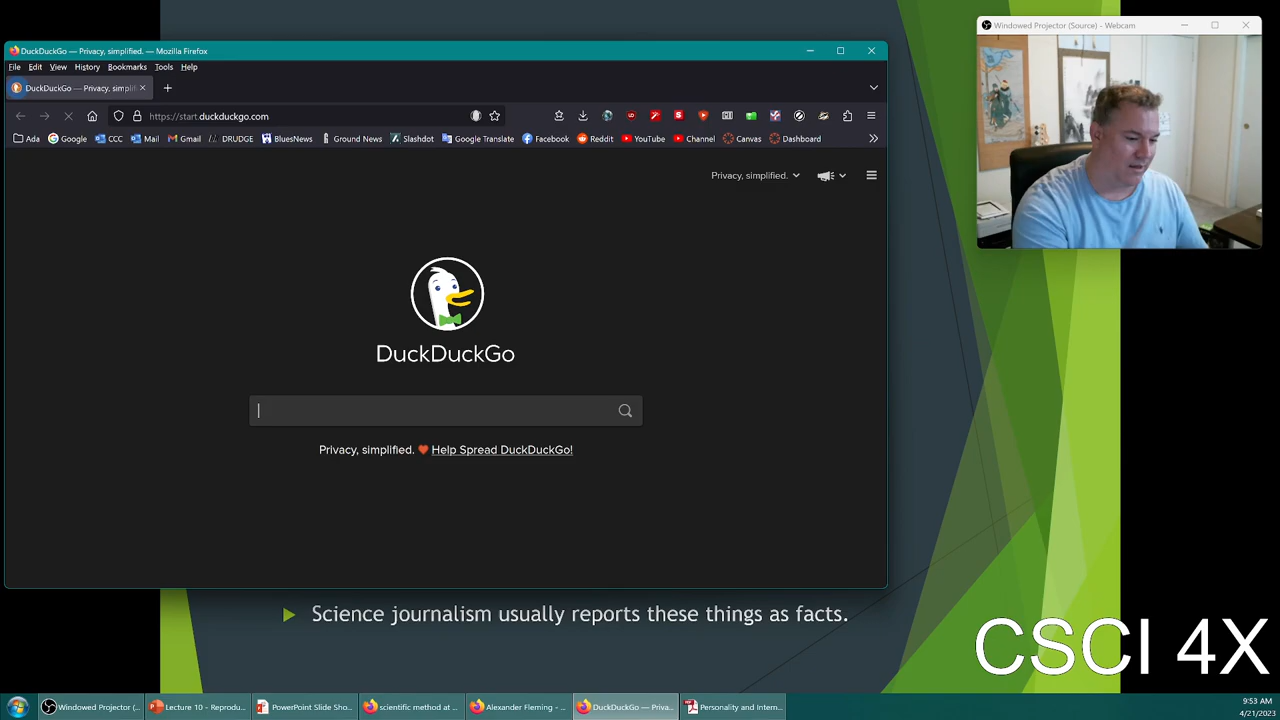 Windowed Projector (Source) - Webcam
DuckDuckGo — Privacy, simplified. — Mozilla Firefox
File Edit View History Bookmarks Tools Help
DuckDuckGo — Privacy, simplifi
https://start.duckduckgo.com
Ada Google CCC Mail Gmail DRUDGE BluesNews Ground News Slashdot Google Translate Facebook Reddit YouTube Channel Canvas Dashboard
Privacy, simplified.
DuckDuckGo
Privacy, simplified. Help Spread DuckDuckGo!
Science journalism usually reports these things as facts.
CSCI 4X
Windowed Projector (... Lecture 10 - Reprodu... PowerPoint Slide Sho... scientific method at ... Alexander Fleming - ... DuckDuckGo — Priva... Personality and Intern...
9:53 AM
4/21/2023